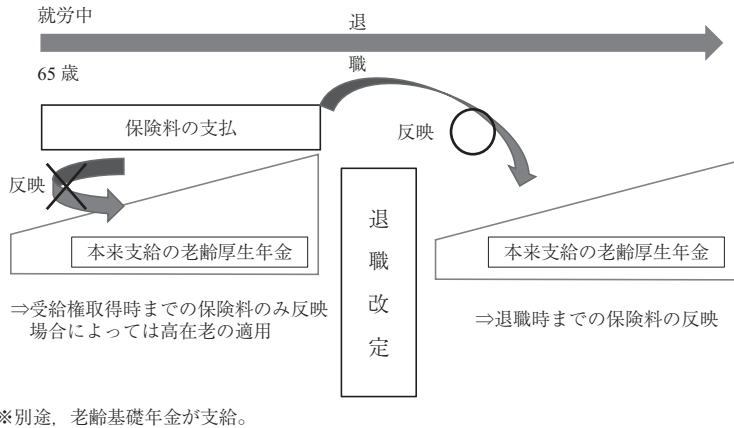 就労中
退
65 歳
職
保険料の支払
反映
反映
本来支給の老齢厚生年金
退
職
改
定
本来支給の老齢厚生年金
⇒受給権取得時までの保険料のみ反映
場合によっては高在老の適用
⇒退職時までの保険料の反映
※別途，老齢基礎年金が支給。